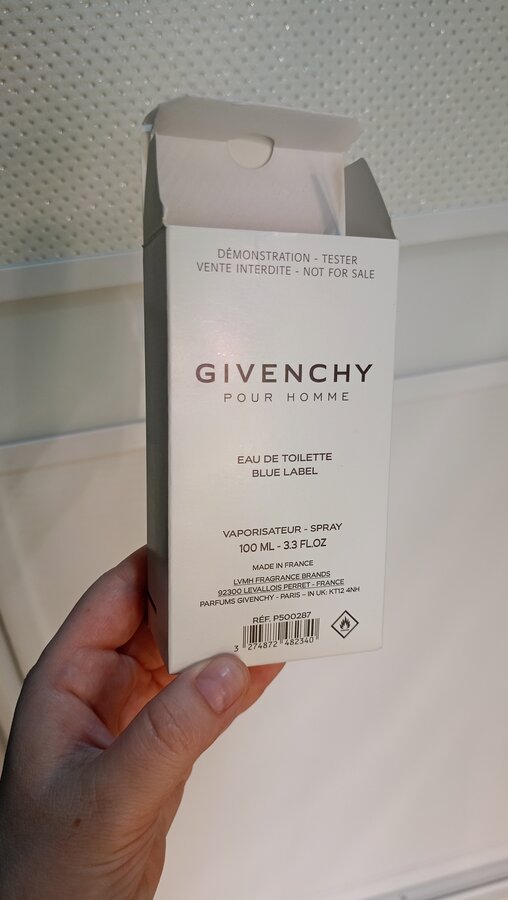 DÉMONSTRATION - TESTER
VENTE INTERDITE - NOT FOR SALE
GIVENCHY
POUR HOMME
EAU DE TOILETTE
BLUE LABEL
VAPORISATEUR - SPRAY
100 ML - 3.3 FL.OZ
MADE IN FRANCE
LVMH FRAGRANCE BRANDS
92300 LEVALLOIS PERRET - FRANCE
PARFUMS GIVENCHY - PARIS - IN UK: KT12 4NH
RÉF. P500287
3 274872 482340